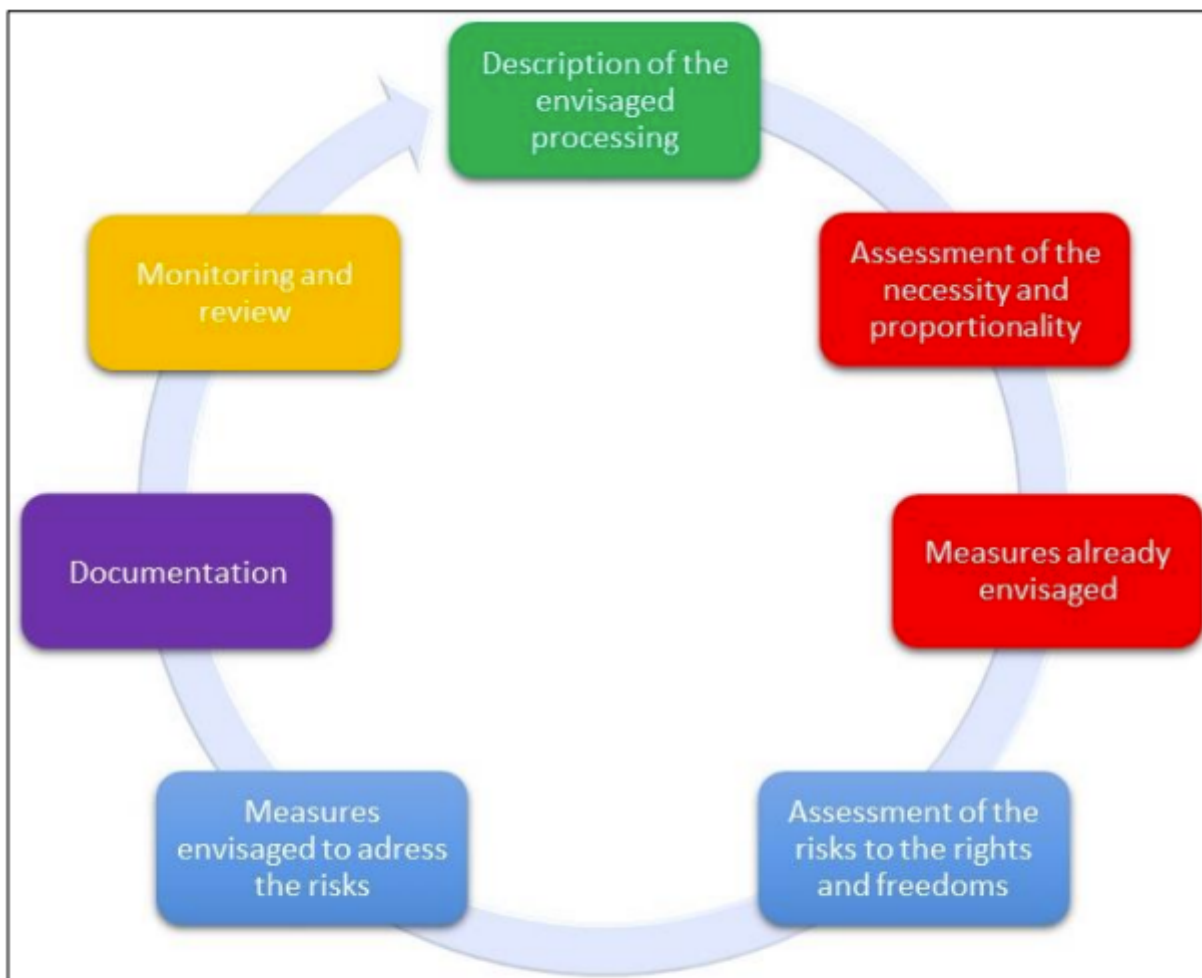 Description of the
envisaged
processing
Assessment of the
necessity and
proportionality
Measures already
envisaged
Assessment of the
risks to the rights
and freedoms
Measures
envisaged to adress
the risks
Documentation
Monitoring and
review